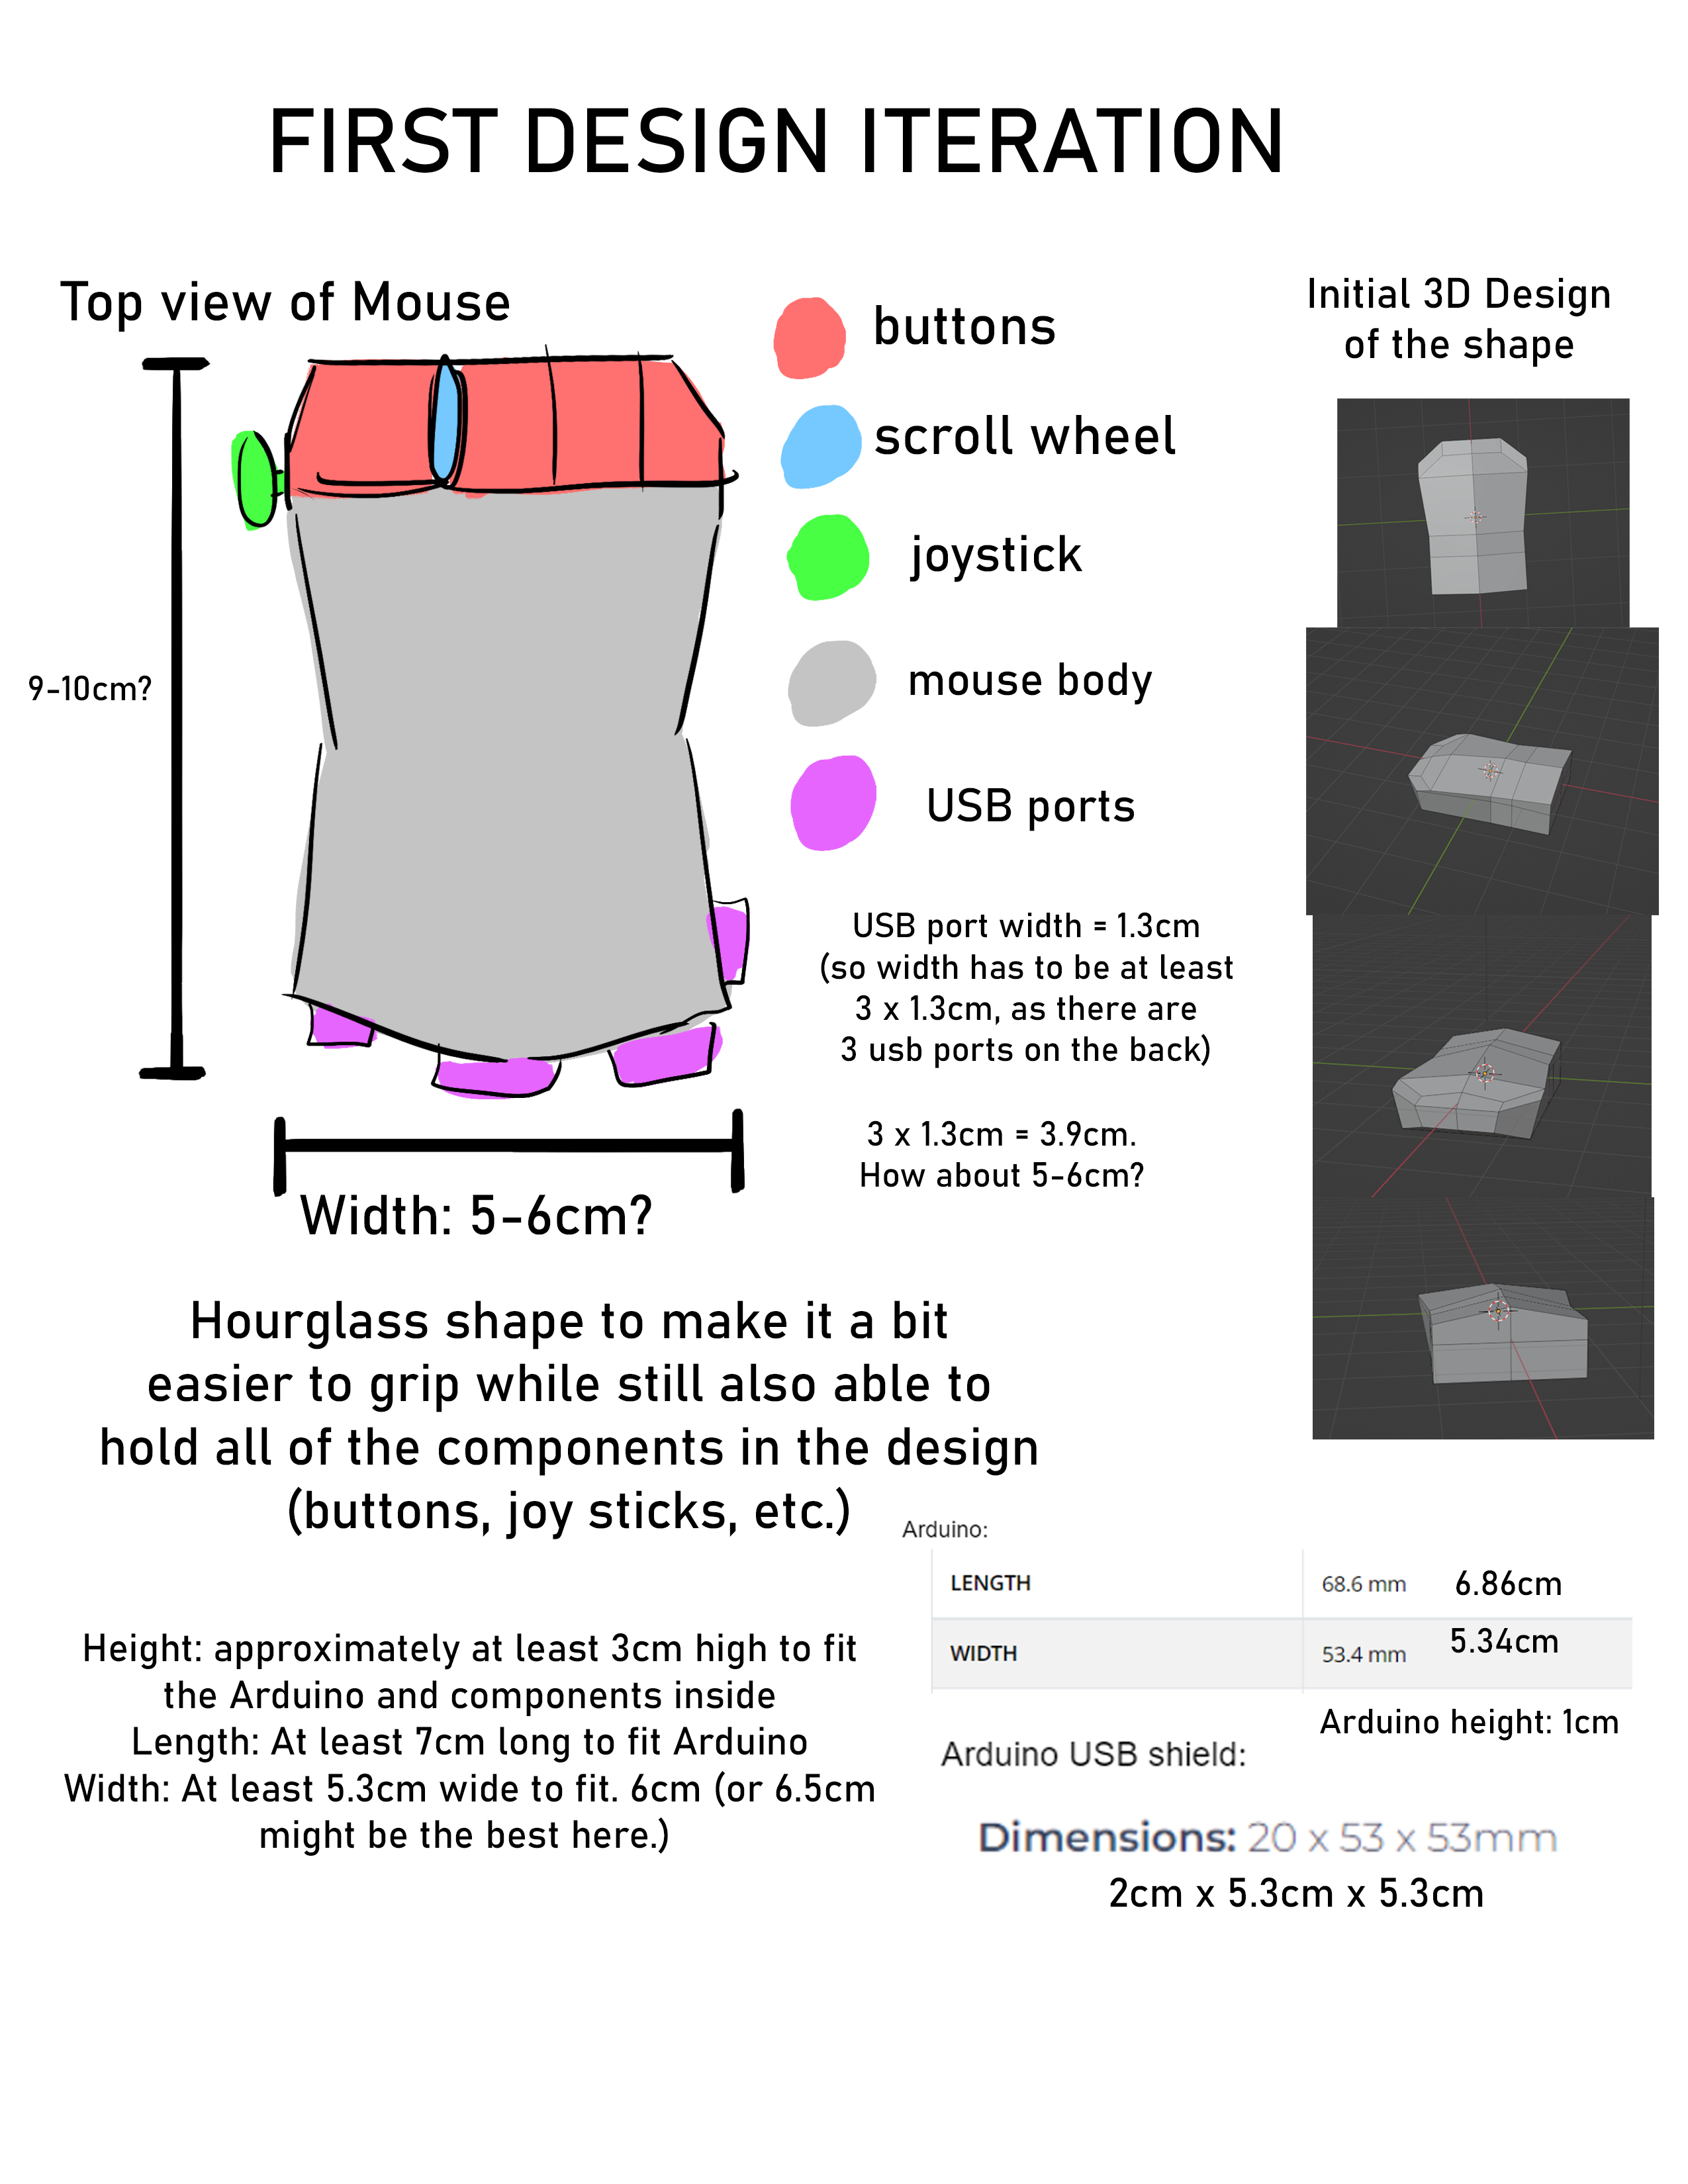 FIRST DESIGN ITERATION
Top view of Mouse
9-10cm?
Width: 5-6cm?
buttons
scroll wheel
joystick
mouse body
USB ports
USB port width = 1.3cm
(so width has to be at least
3 x 1.3cm, as there are
3 usb ports on the back)
3 x 1.3cm = 3.9cm.
How about 5-6cm?
Initial 3D Design
of the shape
Hourglass shape to make it a bit
easier to grip while still also able to
hold all of the components in the design
(buttons, joy sticks, etc.)
Height: approximately at least 3cm high to fit
the Arduino and components inside
Length: At least 7cm long to fit Arduino
Width: At least 5.3cm wide to fit. 6cm (or 6.5cm
might be the best here.)
Arduino:
LENGTH 68.6 mm 6.86cm
WIDTH 53.4 mm 5.34cm
Arduino height: 1cm
Arduino USB shield:
Dimensions: 20 x 53 x 53mm
2cm x 5.3cm x 5.3cm